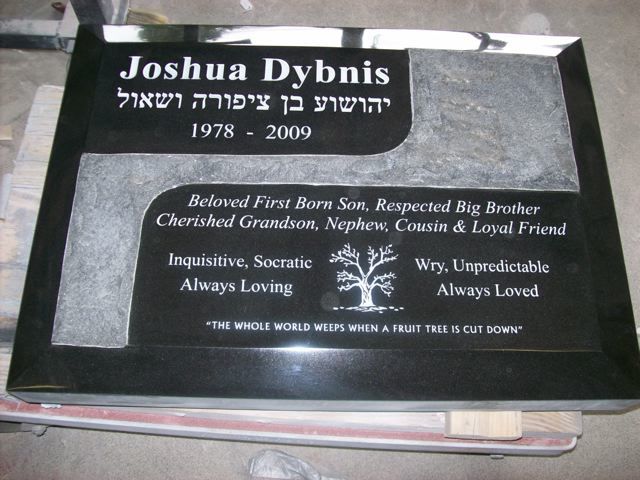 Joshua Dybnis
יהושוע בן ציפורה ושאול
1978 - 2009
Beloved First Born Son, Respected Big Brother
Cherished Grandson, Nephew, Cousin & Loyal Friend
Inquisitive, Socratic
Always Loving
Wry, Unpredictable
Always Loved
"THE WHOLE WORLD WEEPS WHEN A FRUIT TREE IS CUT DOWN"